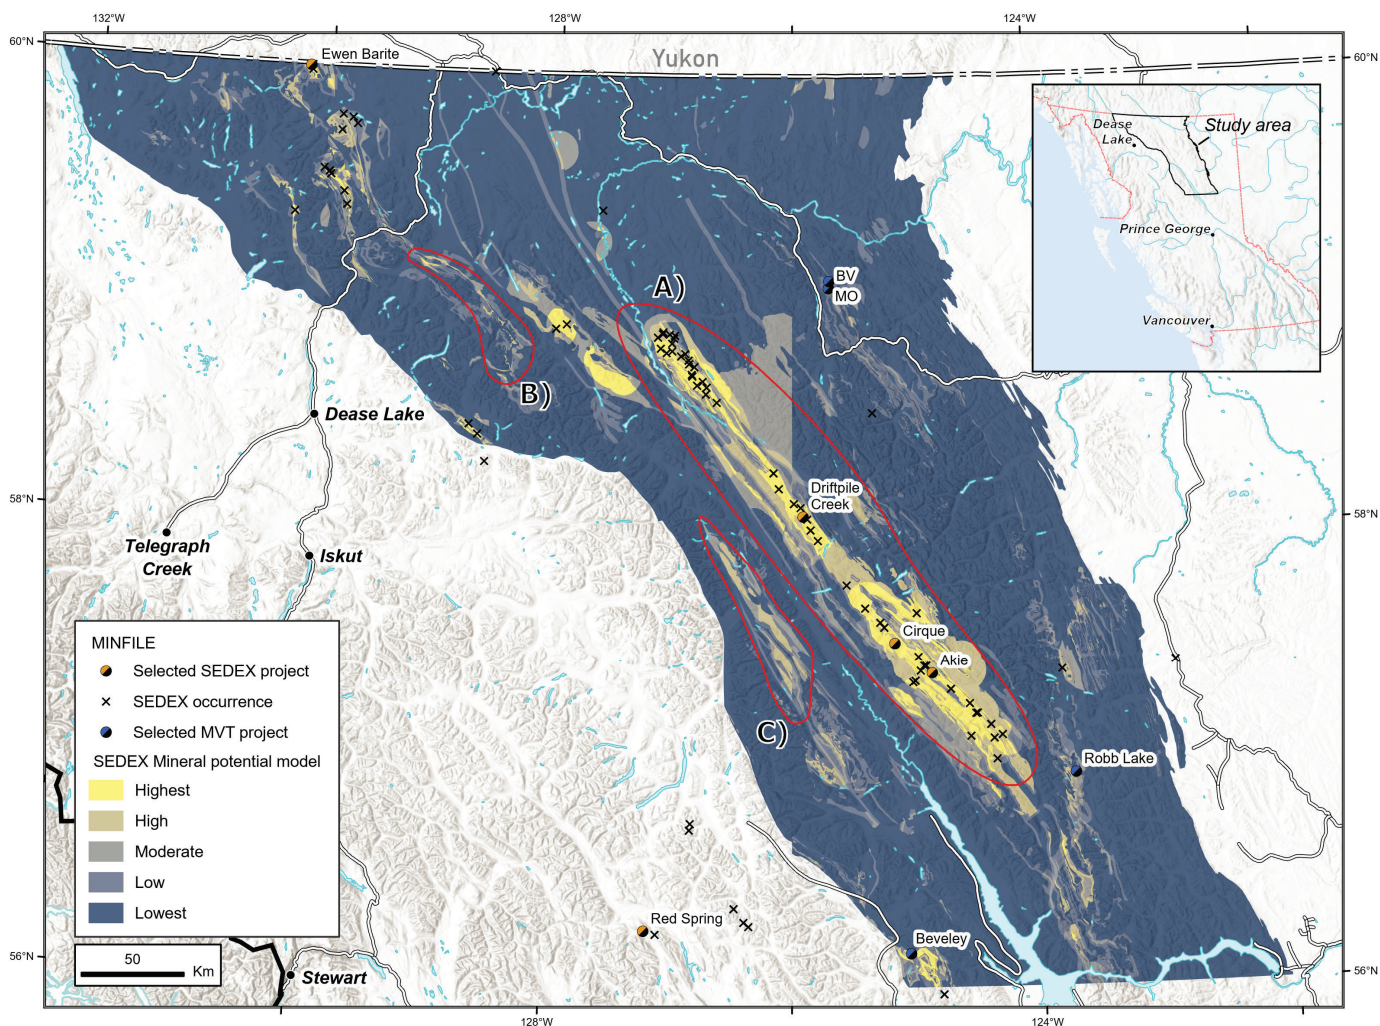 132°W
128°W
124°W
60°N
60°N
Ewen Barite
Yukon
Dease
Lake
Study area
Prince George
Vancouver
BV
MO
A)
B)
Dease Lake
58°N
58°N
Driftpile
Creek
Telegraph
Creek
Iskut
Cirque
Akie
C)
Robb Lake
MINFILE
Selected SEDEX project
SEDEX occurrence
Selected MVT project
SEDEX Mineral potential model
Highest
High
Moderate
Low
Lowest
Red Spring
Beveley
50
Km
Stewart
56°N
56°N
128°W
124°W